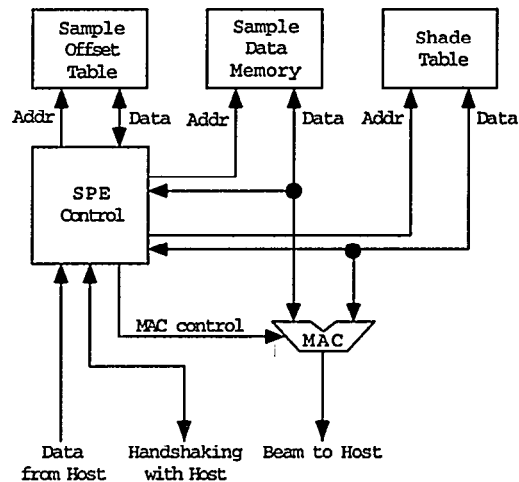 Sample
Offset
Table
Sample
Data
Memory
Shade
Table
Addr
Data
Addr
Data
Addr
Data
SPE
Control
MAC control
MAC
Data
from Host
Handshaking
with Host
Beam to Host